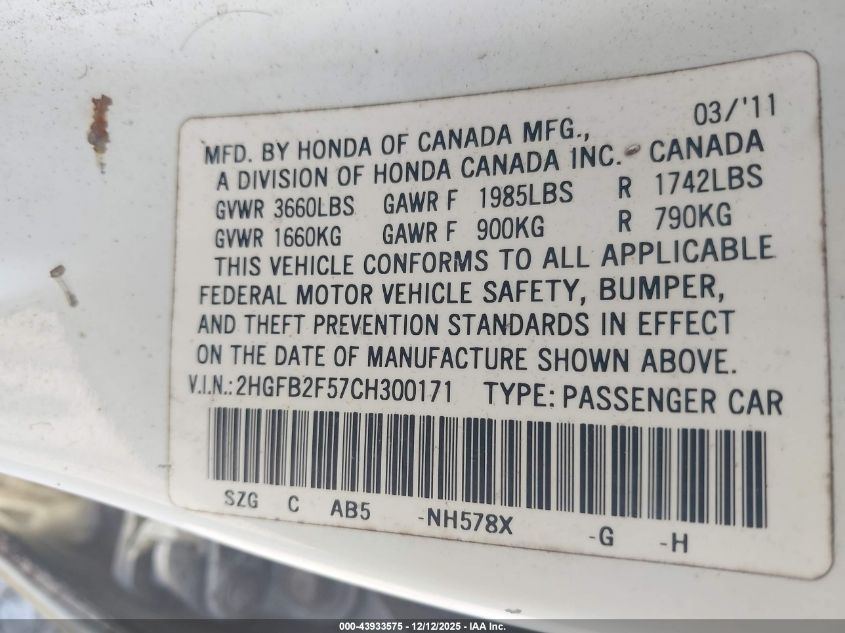 03/'11
MFD. BY HONDA OF CANADA MFG.,
A DIVISION OF HONDA CANADA INC. CANADA
GVWR 3660LBS GAWR F 1985LBS R 1742LBS
GVWR 1660KG GAWR F 900KG R 790KG
THIS VEHICLE CONFORMS TO ALL APPLICABLE
FEDERAL MOTOR VEHICLE SAFETY, BUMPER,
AND THEFT PREVENTION STANDARDS IN EFFECT
ON THE DATE OF MANUFACTURE SHOWN ABOVE.
V.I.N.:2HGFB2F57CH300171 TYPE: PASSENGER CAR
SZG C AB5 -NH578X -G -H
000-43933575 - 12/12/2025 - IAA Inc.